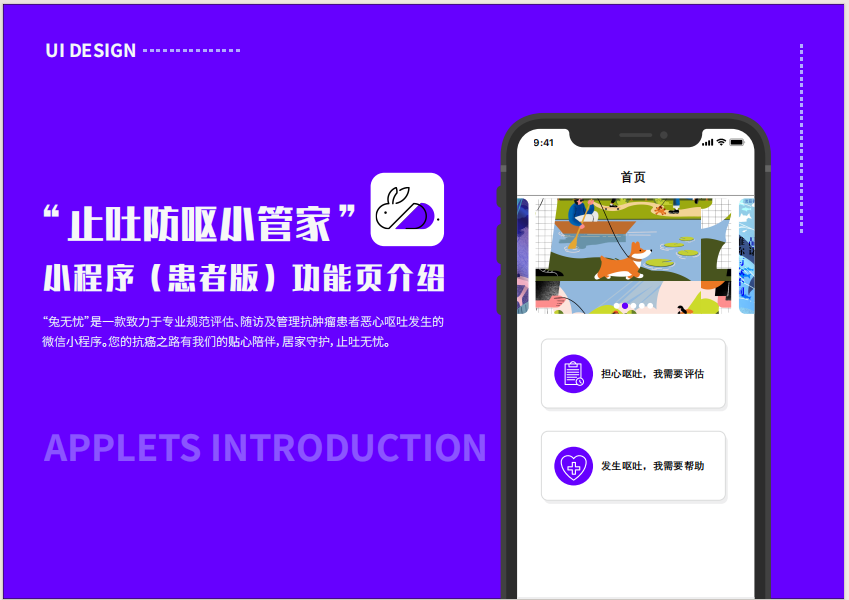 UI DESIGN
“止吐防呕小管家”
小程序（患者版）功能页介绍
“兔无忧”是一款致力于专业规范评估、随访及管理抗肿瘤患者恶心呕吐发生的
微信小程序。您的抗癌之路有我们的贴心陪伴，居家守护，止吐无忧。
APPLETS INTRODUCTION
9:41
首页
担心呕吐，我需要评估
发生呕吐，我需要帮助